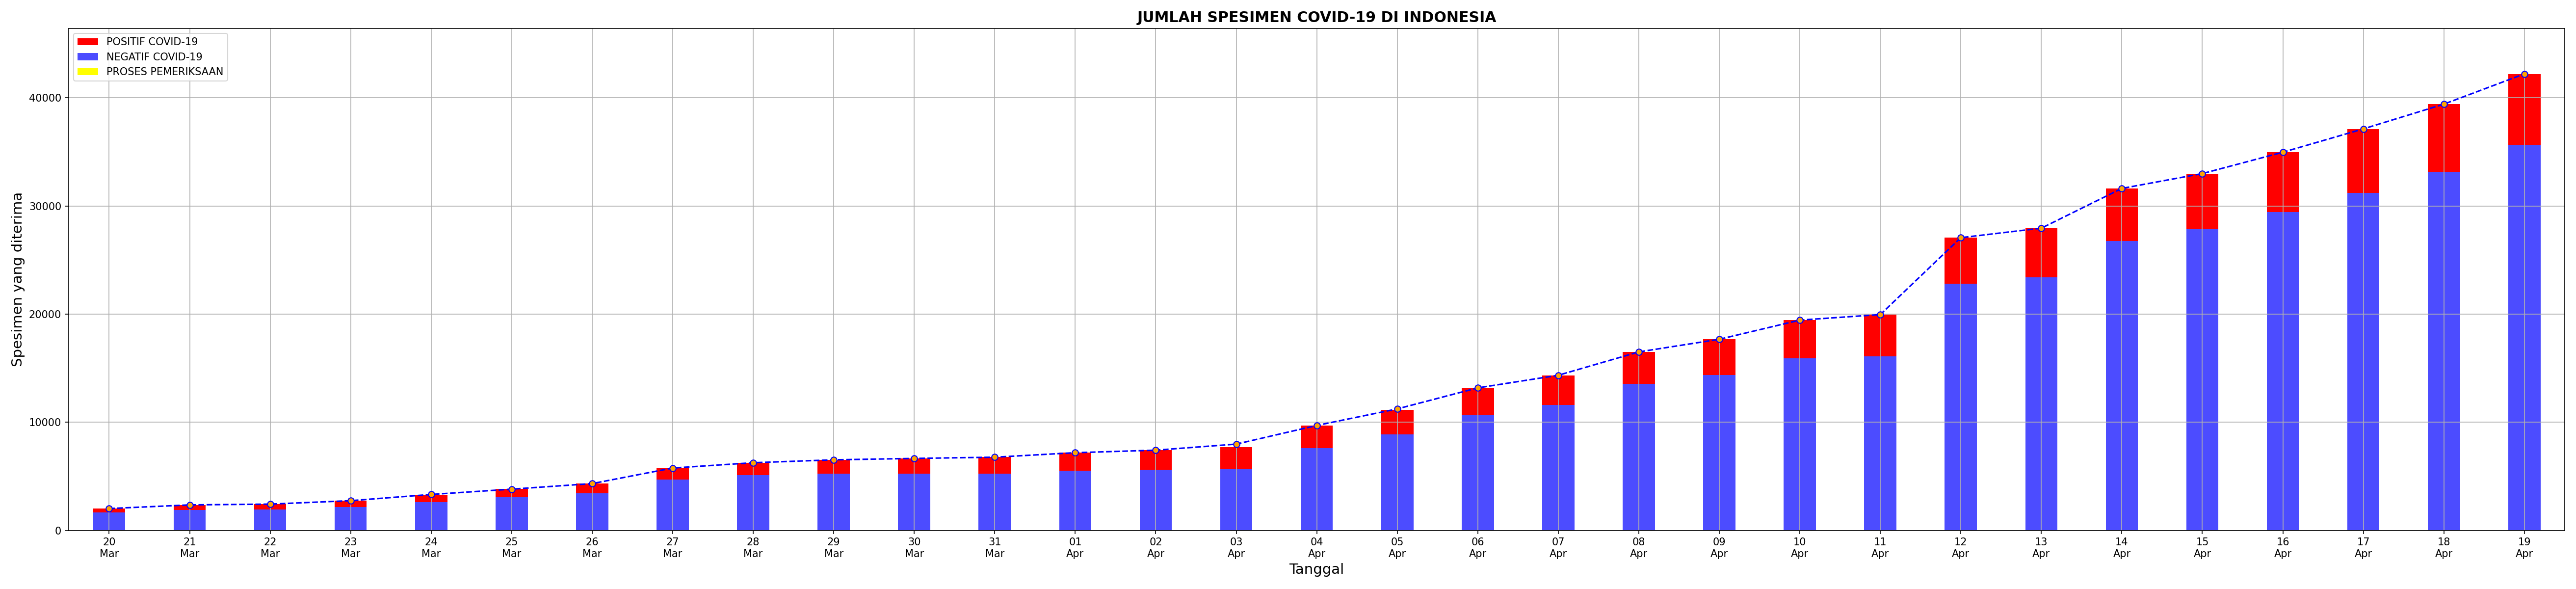 JUMLAH SPESIMEN COVID-19 DI INDONESIA
POSITIF COVID-19
NEGATIF COVID-19
PROSES PEMERIKSAAN
Spesimen yang diterima
40000
30000
20000
10000
0
20 21 22 23 24 25 26 27 28 29 30 31 01 02 03 04 05 06 07 08 09 10 11 12 13 14 15 16 17 18 19
Mar Mar Mar Mar Mar Mar Mar Mar Mar Mar Mar Mar Apr Apr Apr Apr Apr Apr Apr Apr Apr Apr Apr Apr Apr Apr Apr Apr Apr Apr Apr
Tanggal